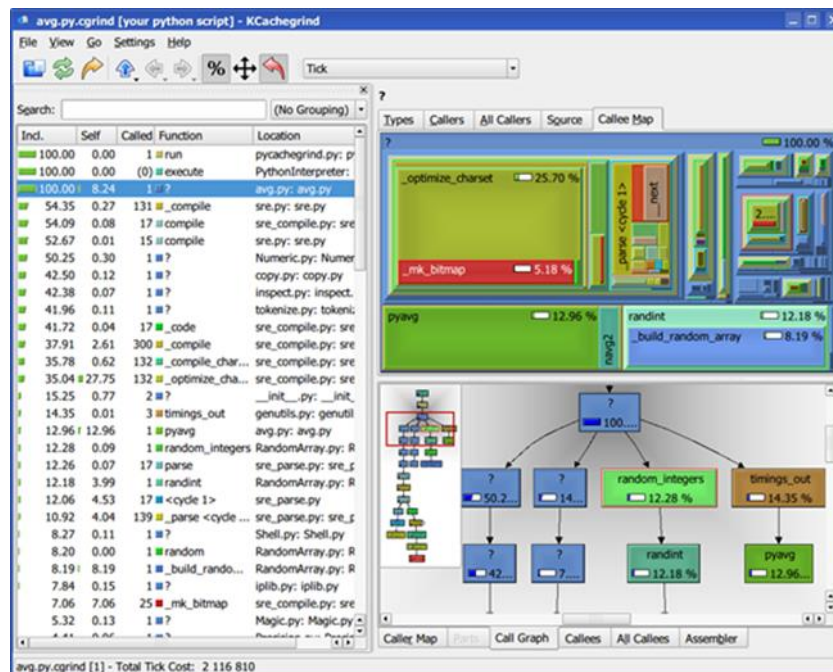 avg.py.cgrind [your python script] - KCachegrind
File View Go Settings Help
% Tick
Search: (No Grouping)
Incl. Self Called Function Location
100.00 0.00 1 run pycachegrind.py: p
100.00 0.00 (0) execute PythonInterpreter:
100.00 8.24 1 ? avg.py: avg.py
54.35 0.27 131 _compile sre.py: sre.py
54.09 0.08 17 compile sre_compile.py: sre
52.67 0.01 15 compile sre.py: sre.py
50.25 0.30 1 ? Numeric.py: Numer
42.50 0.12 1 ? copy.py: copy.py
42.38 0.07 1 ? inspect.py: inspect.
41.96 0.11 1 ? tokenize.py: tokeni
41.72 0.04 17 _code sre_compile.py: sre
37.91 2.61 300 _compile sre_compile.py: sre
35.78 0.62 132 _compile_char... sre_compile.py: sre
35.04 27.75 132 _optimize_cha... sre_compile.py: sre
15.25 0.77 2 ? __init__.py: __init_
14.35 0.01 3 timings_out genutils.py: genutil
12.96 12.96 1 pyavg avg.py: avg.py
12.28 0.09 1 random_integers RandomArray.py: R
12.26 0.07 17 parse sre_parse.py: sre_p
12.18 3.99 1 randint RandomArray.py: R
12.06 4.53 17 <cycle 1> sre_parse.py
10.92 4.04 139 _parse <cycle ... sre_parse.py: sre_p
8.27 0.11 1 ? Shell.py: Shell.py
8.20 0.00 1 random RandomArray.py: R
8.19 8.19 1 _build_rando... RandomArray.py: R
7.84 0.15 1 ? iplib.py: iplib.py
7.06 7.06 25 _mk_bitmap sre_compile.py: sre
5.32 0.13 1 ? Magic.py: Magic.py
?
Types Callers All Callers Source Callee Map
? 100.00 %
_optimize_charset 25.70 %
_mk_bitmap 5.18 %
_parse <cycle 1>
__next
2...
pyavg 12.96 %
navg2
randint 12.18 %
_build_random_array 8.19 %
?
100....
?
50.2...
?
14...
random_integers
12.28 %
timings_out
14.35 %
?
42...
?
7....
randint
12.18 %
pyavg
12.96...
Caller Map Parts Call Graph Callees All Callees Assembler
avg.py.cgrind [1] - Total Tick Cost: 2 116 810